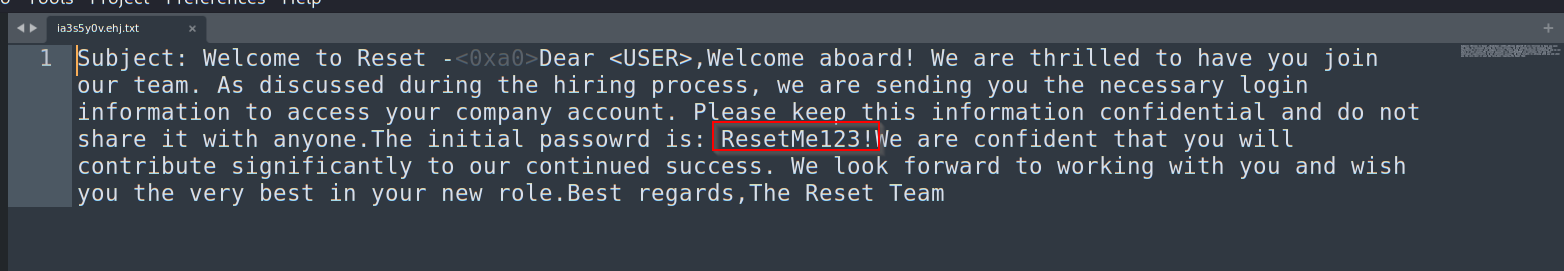 Tools Project Preferences Help
ia3s5y0v.ehj.txt ×
+
1 Subject: Welcome to Reset -<0xa0>Dear <USER>,Welcome aboard! We are thrilled to have you join
our team. As discussed during the hiring process, we are sending you the necessary login
information to access your company account. Please keep this information confidential and do not
share it with anyone.The initial passowrd is: ResetMe123!We are confident that you will
contribute significantly to our continued success. We look forward to working with you and wish
you the very best in your new role.Best regards,The Reset Team